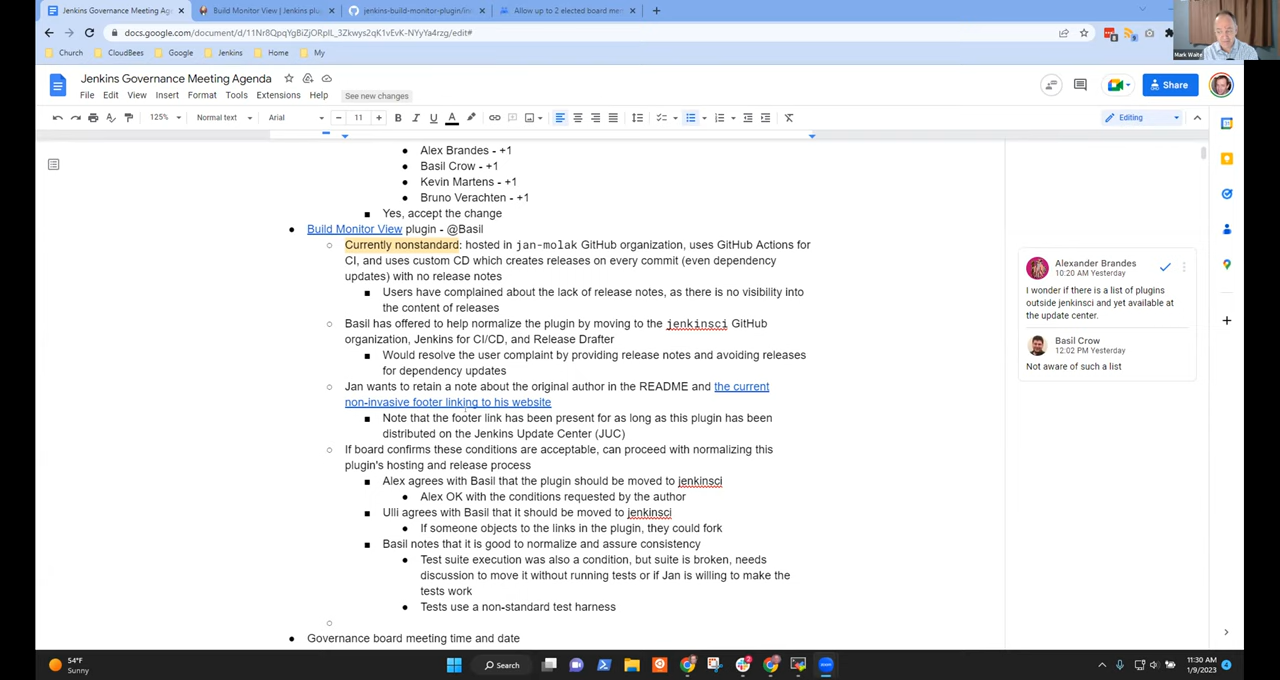 Jenkins Governance Meeting Age
Build Monitor View | Jenkins plu
jenkins-build-monitor-plugin/in
Allow up to 2 elected board mem
docs.google.com/document/d/11Nr8QpqYgBiZjORpIL_3Zkwys2qK1vEvK-NYyYa4rzg/edit#
Church
CloudBees
Google
Jenkins
Home
My
Mark Waite
Jenkins Governance Meeting Agenda
File Edit View Insert Format Tools Extensions Help
See new changes
Share
125%
Normal text
Arial
11
Editing
Alex Brandes - +1
Basil Crow - +1
Kevin Martens - +1
Bruno Verachten - +1
Yes, accept the change
Build Monitor View plugin - @Basil
Currently nonstandard: hosted in jan-molak GitHub organization, uses GitHub Actions for
CI, and uses custom CD which creates releases on every commit (even dependency
updates) with no release notes
Users have complained about the lack of release notes, as there is no visibility into
the content of releases
Basil has offered to help normalize the plugin by moving to the jenkinsci GitHub
organization, Jenkins for CI/CD, and Release Drafter
Would resolve the user complaint by providing release notes and avoiding releases
for dependency updates
Jan wants to retain a note about the original author in the README and the current
non-invasive footer linking to his website
Note that the footer link has been present for as long as this plugin has been
distributed on the Jenkins Update Center (JUC)
If board confirms these conditions are acceptable, can proceed with normalizing this
plugin's hosting and release process
Alex agrees with Basil that the plugin should be moved to jenkinsci
Alex OK with the conditions requested by the author
Ulli agrees with Basil that it should be moved to jenkinsci
If someone objects to the links in the plugin, they could fork
Basil notes that it is good to normalize and assure consistency
Test suite execution was also a condition, but suite is broken, needs
discussion to move it without running tests or if Jan is willing to make the
tests work
Tests use a non-standard test harness
Governance board meeting time and date
Alexander Brandes
10:20 AM Yesterday
I wonder if there is a list of plugins
outside jenkinsci and yet available at
the update center.
Basil Crow
12:02 PM Yesterday
Not aware of such a list
54°F
Sunny
Search
11:30 AM
1/9/2023